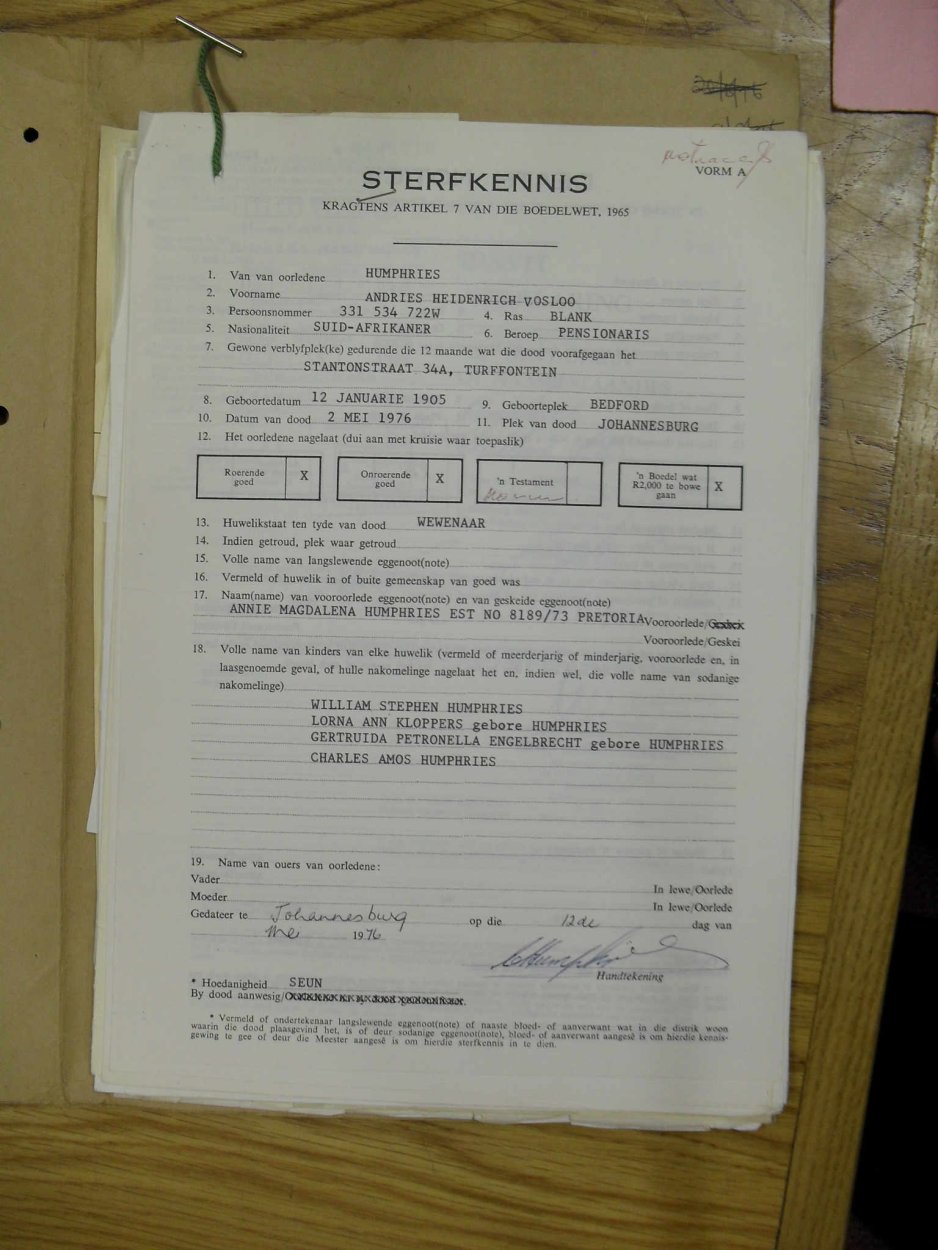 VORM A
STERFKENNIS
KRAGTENS ARTIKEL 7 VAN DIE BOEDELWET, 1965
1. Van van oorledene HUMPHRIES
2. Voorname ANDRIES HEIDENRICH VOSLOO
3. Persoonsnommer 331 534 722W 4. Ras BLANK
5. Nasionaliteit SUID-AFRIKANER 6. Beroep PENSIONARIS
7. Gewone verblyfplek(ke) gedurende die 12 maande wat die dood voorafgegaan het
STANTONSTRAAT 34A, TURFFONTEIN
8. Geboortedatum 12 JANUARIE 1905 9. Geboorteplek BEDFORD
10. Datum van dood 2 MEI 1976 11. Plek van dood JOHANNESBURG
12. Het oorledene nagelaat (dui aan met kruisie waar toepaslik)
Roerende goed X Onroerende goed X 'n Testament 'n Boedel wat R2,000 te bowe gaan X
13. Huwelikstaat ten tyde van dood WEWENAAR
14. Indien getroud, plek waar getroud
15. Volle name van langslewende eggenoot(note)
16. Vermeld of huwelik in of buite gemeenskap van goed was
17. Naam(name) van vooroorlede eggenoot(note) en van geskeide eggenoot(note)
ANNIE MAGDALENA HUMPHRIES EST NO 8189/73 PRETORIA Vooroorlede/
Vooroorlede/Geskei
18. Volle name van kinders van elke huwelik (vermeld of meerderjarig of minderjarig, vooroorlede en, in
laasgenoemde geval, of hulle nakomelinge nagelaat het en, indien wel, die volle name van sodanige
nakomelinge)
WILLIAM STEPHEN HUMPHRIES
LORNA ANN KLOPPERS gebore HUMPHRIES
GERTRUIDA PETRONELLA ENGELBRECHT gebore HUMPHRIES
CHARLES AMOS HUMPHRIES
19. Name van ouers van oorledene:
Vader In lewe/Oorlede
Moeder In lewe/Oorlede
Gedateer te Johannesburg op die 12de dag van
Mei 1976
Handtekening
* Hoedanigheid SEUN
By dood aanwesig/
* Vermeld of ondertekenaar langslewende eggenoot(note) of naaste bloed- of aanverwant wat in die distrik woon
waarin die dood plaasgevind het, is of deur sodanige eggenoot(note), bloed- of aanverwant aangesê is om hierdie kennis-
gewing te gee of deur die Meester aangesê is om hierdie sterfkennis in te dien.